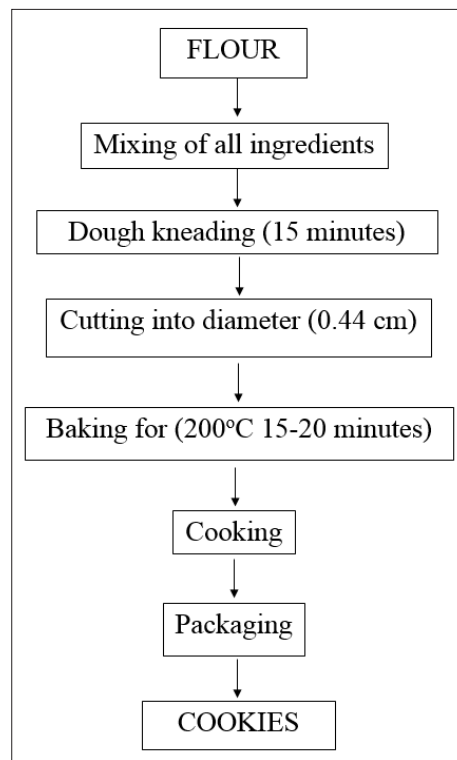 FLOUR
Mixing of all ingredients
Dough kneading (15 minutes)
Cutting into diameter (0.44 cm)
Baking for (200°C 15-20 minutes)
Cooking
Packaging
COOKIES